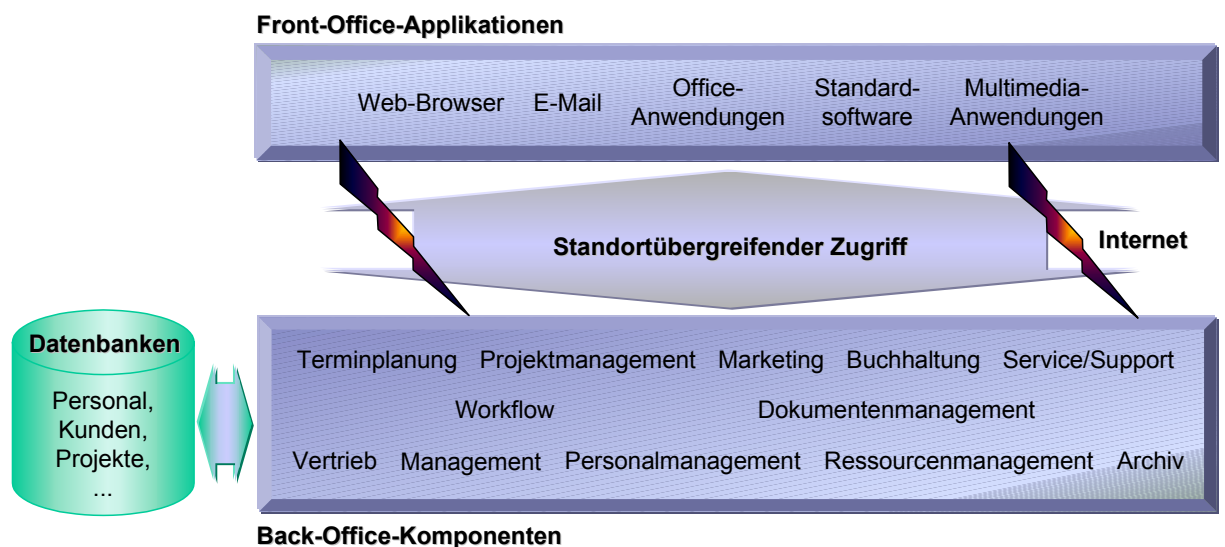 Front-Office-Applikationen
Web-Browser E-Mail Office-Anwendungen Standard-software Multimedia-Anwendungen
Standortübergreifender Zugriff
Internet
Datenbanken
Personal,
Kunden,
Projekte,
...
Terminplanung Projektmanagement Marketing Buchhaltung Service/Support
Workflow Dokumentenmanagement
Vertrieb Management Personalmanagement Ressourcenmanagement Archiv
Back-Office-Komponenten